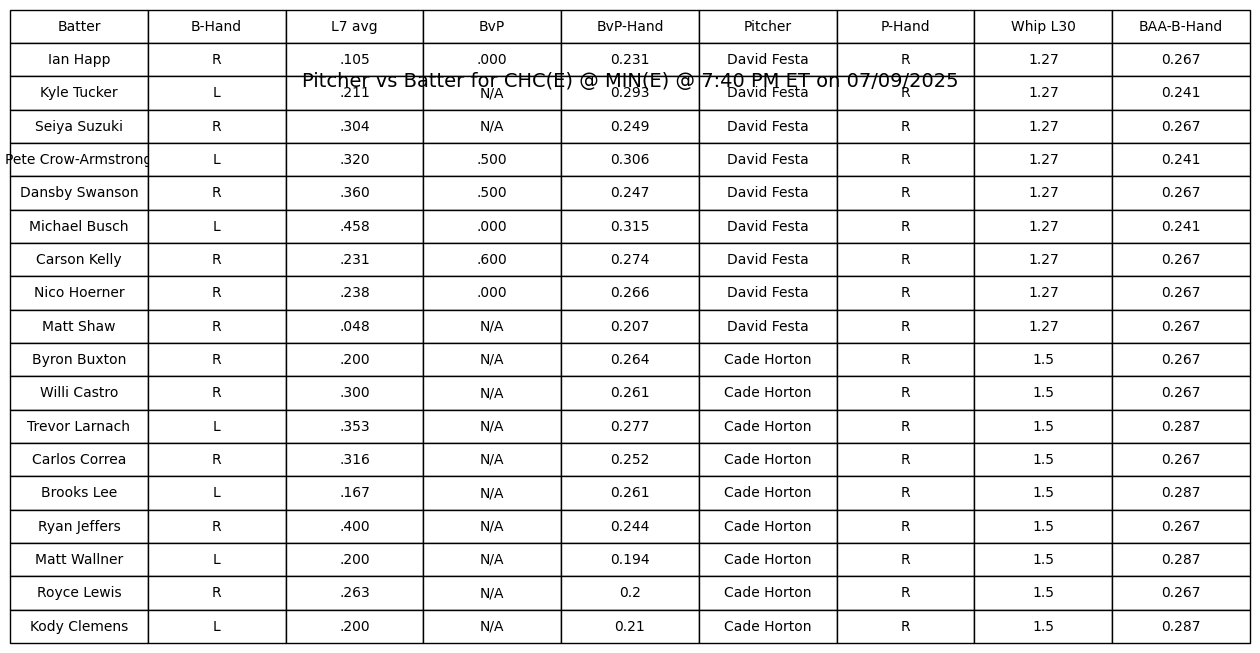 Batter B-Hand L7 avg BvP BvP-Hand Pitcher P-Hand Whip L30 BAA-B-Hand
Ian Happ R .105 .000 0.231 David Festa R 1.27 0.267
Pitcher vs Batter for CHC(E) @ MIN(E) @ 7:40 PM ET on 07/09/2025
Kyle Tucker L .211 N/A 0.293 David Festa R 1.27 0.241
Seiya Suzuki R .304 N/A 0.249 David Festa R 1.27 0.267
Pete Crow-Armstrong L .320 .500 0.306 David Festa R 1.27 0.241
Dansby Swanson R .360 .500 0.247 David Festa R 1.27 0.267
Michael Busch L .458 .000 0.315 David Festa R 1.27 0.241
Carson Kelly R .231 .600 0.274 David Festa R 1.27 0.267
Nico Hoerner R .238 .000 0.266 David Festa R 1.27 0.267
Matt Shaw R .048 N/A 0.207 David Festa R 1.27 0.267
Byron Buxton R .200 N/A 0.264 Cade Horton R 1.5 0.267
Willi Castro R .300 N/A 0.261 Cade Horton R 1.5 0.267
Trevor Larnach L .353 N/A 0.277 Cade Horton R 1.5 0.287
Carlos Correa R .316 N/A 0.252 Cade Horton R 1.5 0.267
Brooks Lee L .167 N/A 0.261 Cade Horton R 1.5 0.287
Ryan Jeffers R .400 N/A 0.244 Cade Horton R 1.5 0.267
Matt Wallner L .200 N/A 0.194 Cade Horton R 1.5 0.287
Royce Lewis R .263 N/A 0.2 Cade Horton R 1.5 0.267
Kody Clemens L .200 N/A 0.21 Cade Horton R 1.5 0.287